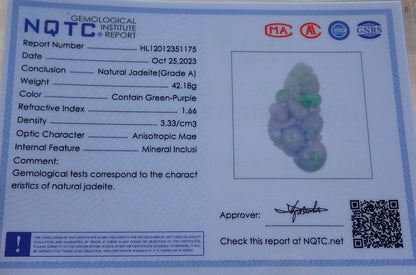 NQTC GEMOLOGICAL
INSTITUTE
REPORT
MA
GNRS
Report Number HL12012351175
Date Oct 25,2023
Conclusion Natural Jadeite(Grade A)
Weight 42.18g
Color Contain Green-Purple
Refractive Index 1.66
Density 3.33/cm3
Optic Character Anisotropic Mae
Internal Feature Mineral Inclusi
Comment:
Gemological tests correspond to the charact
eristics of natural jadeite.
Approver:
Check this report at NQTC.net